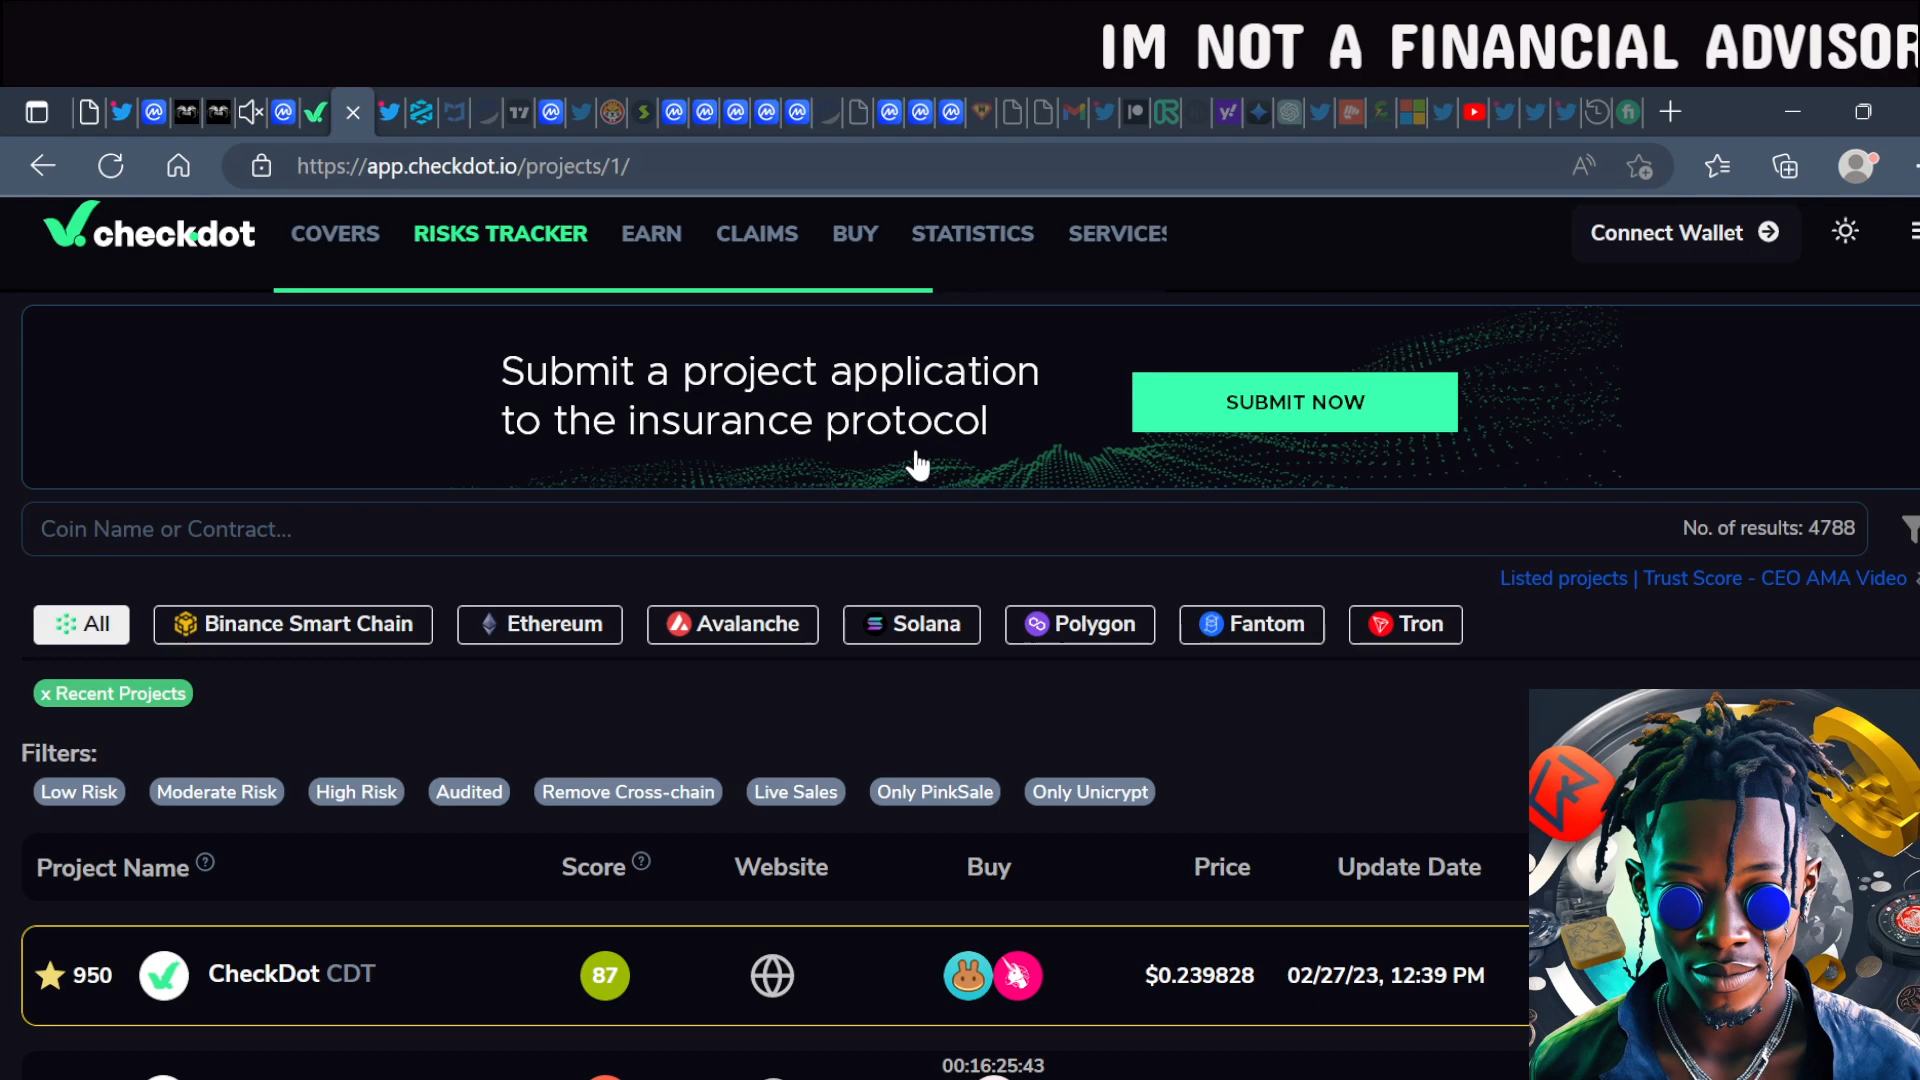 IM NOT A FINANCIAL ADVISOR
https://app.checkdot.io/projects/1/
checkdot COVERS RISKS TRACKER EARN CLAIMS BUY STATISTICS SERVICES
Connect Wallet
Submit a project application
to the insurance protocol
SUBMIT NOW
Coin Name or Contract...
No. of results: 4788
Listed projects | Trust Score - CEO AMA Video
All Binance Smart Chain Ethereum Avalanche Solana Polygon Fantom Tron
x Recent Projects
Filters:
Low Risk Moderate Risk High Risk Audited Remove Cross-chain Live Sales Only PinkSale Only Unicrypt
Project Name ? Score ? Website Buy Price Update Date
950 CheckDot CDT 87 $0.239828 02/27/23, 12:39 PM
00:16:25:43